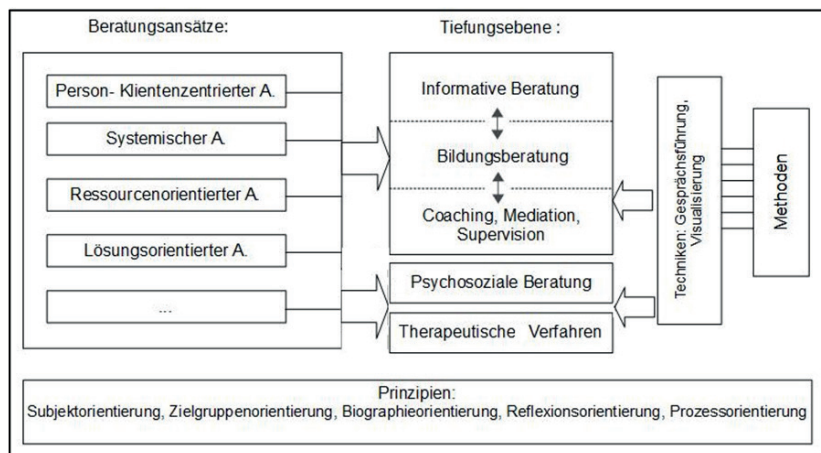 Beratungsansätze:
Person- Klientenzentrierter A.
Systemischer A.
Ressourcenorientierter A.
Lösungsorientierter A.
...
Tiefungsebene :
Informative Beratung
Bildungsberatung
Coaching, Mediation,
Supervision
Psychosoziale Beratung
Therapeutische Verfahren
Techniken: Gesprächsführung,
Visualisierung
Methoden
Prinzipien:
Subjektorientierung, Zielgruppenorientierung, Biographieorientierung, Reflexionsorientierung, Prozessorientierung